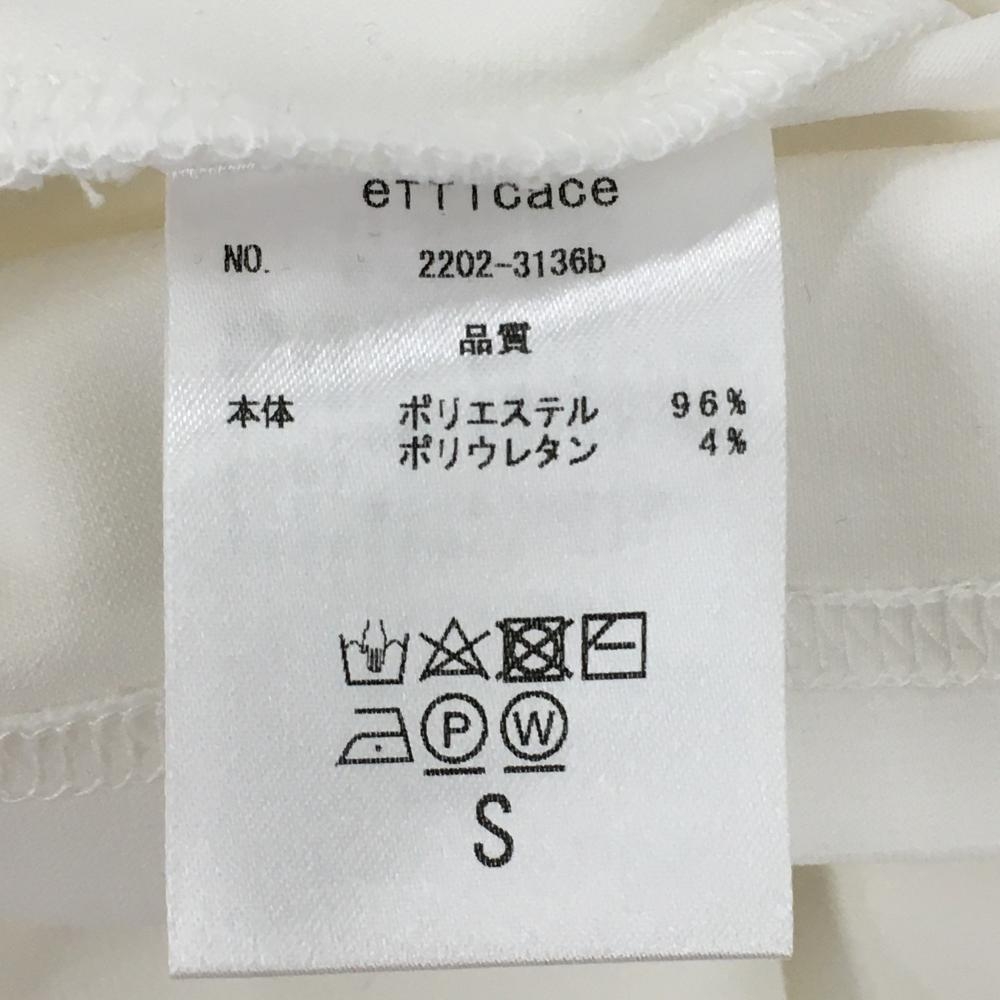 efficace
NO. 2202-3136b
品質
本体 ポリエステル 96%
ポリウレタン 4%
P W
S